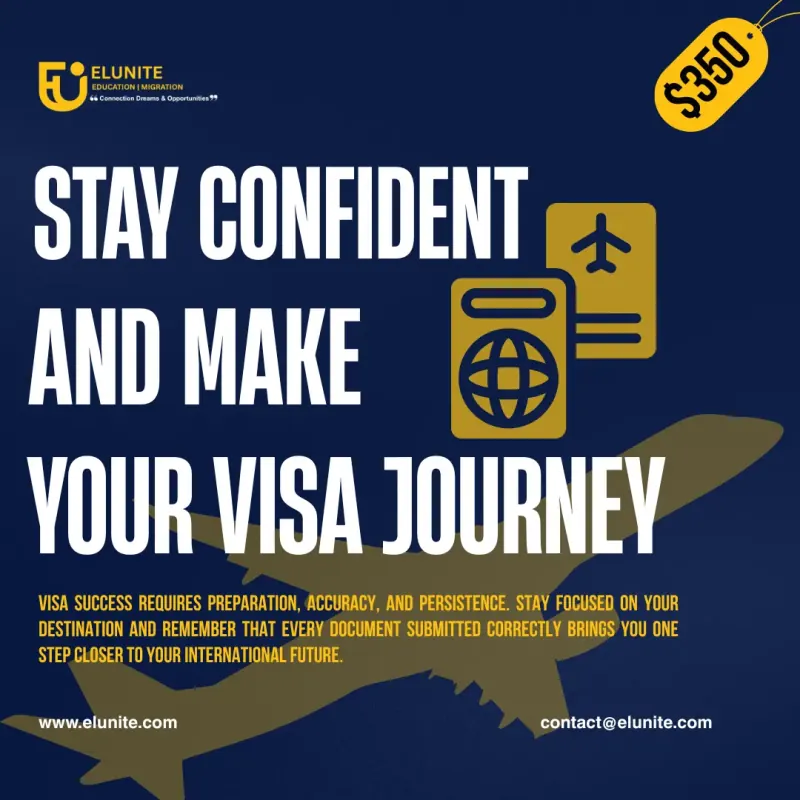 ELUNITE
EDUCATION | MIGRATION
❝ Connection Dreams & Opportunities❞
$350
STAY CONFIDENT
AND MAKE
YOUR VISA JOURNEY
VISA SUCCESS REQUIRES PREPARATION, ACCURACY, AND PERSISTENCE. STAY FOCUSED ON YOUR
DESTINATION AND REMEMBER THAT EVERY DOCUMENT SUBMITTED CORRECTLY BRINGS YOU ONE
STEP CLOSER TO YOUR INTERNATIONAL FUTURE.
www.elunite.com
contact@elunite.com